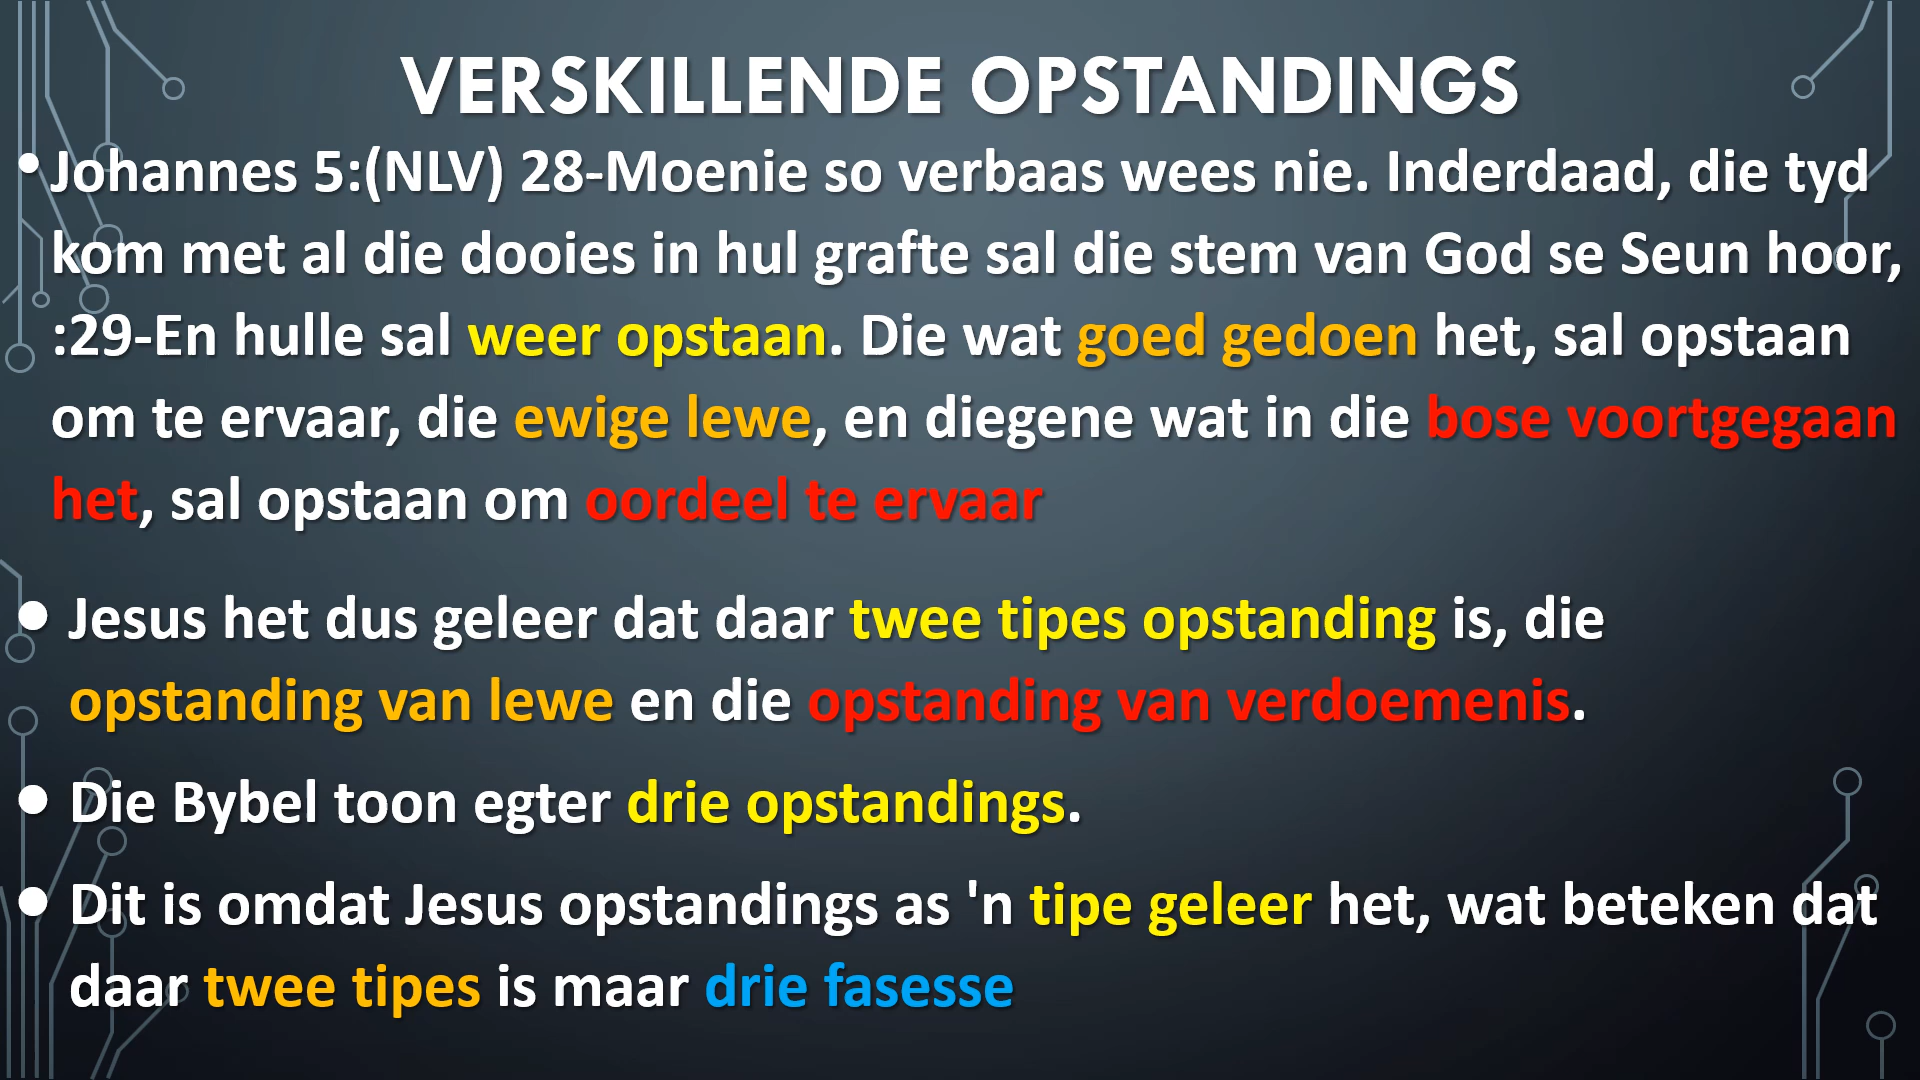 VERSKILLENDE OPSTANDINGS
• Johannes 5:(NLV) 28-Moenie so verbaas wees nie. Inderdaad, die tyd
kom met al die dooies in hul grafte sal die stem van God se Seun hoor,
:29-En hulle sal weer opstaan. Die wat goed gedoen het, sal opstaan
om te ervaar, die ewige lewe, en diegene wat in die bose voortgegaan
het, sal opstaan om oordeel te ervaar
• Jesus het dus geleer dat daar twee tipes opstanding is, die
opstanding van lewe en die opstanding van verdoemenis.
• Die Bybel toon egter drie opstandings.
• Dit is omdat Jesus opstandings as 'n tipe geleer het, wat beteken dat
daar twee tipes is maar drie fasesse